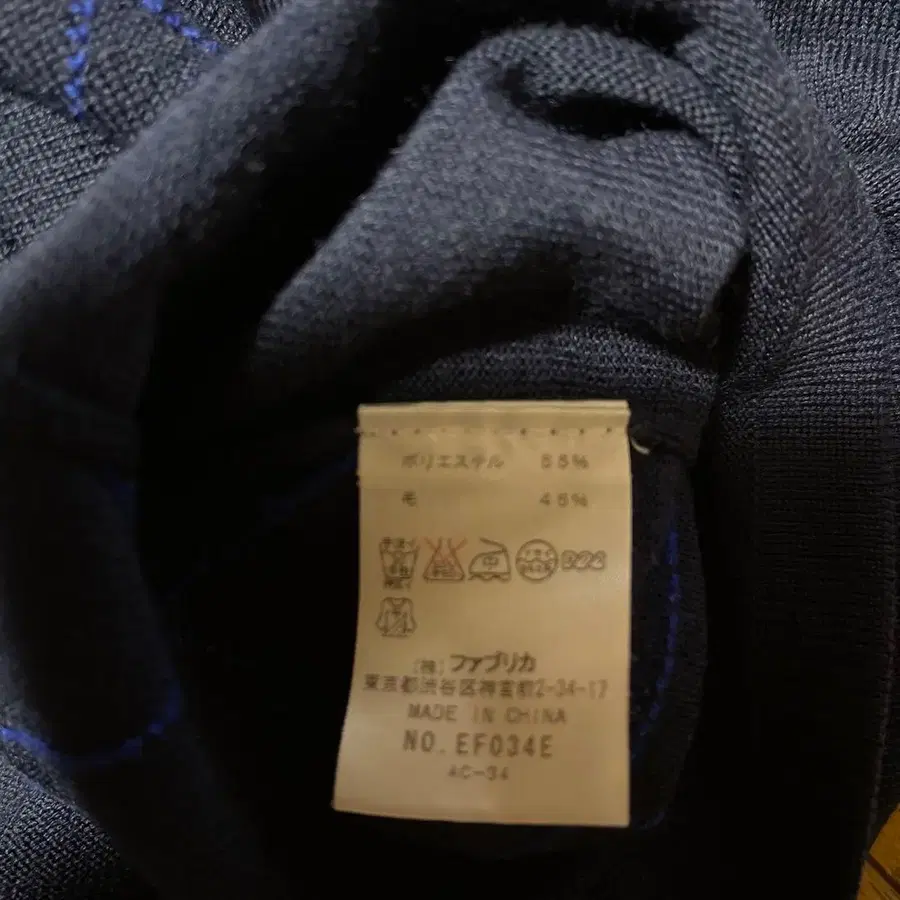 ポリエステル 55%
毛 45%
中
(株) ファブリカ
東京都渋谷区神宮前2-34-17
MADE IN CHINA
NO. EF034E
AC-34